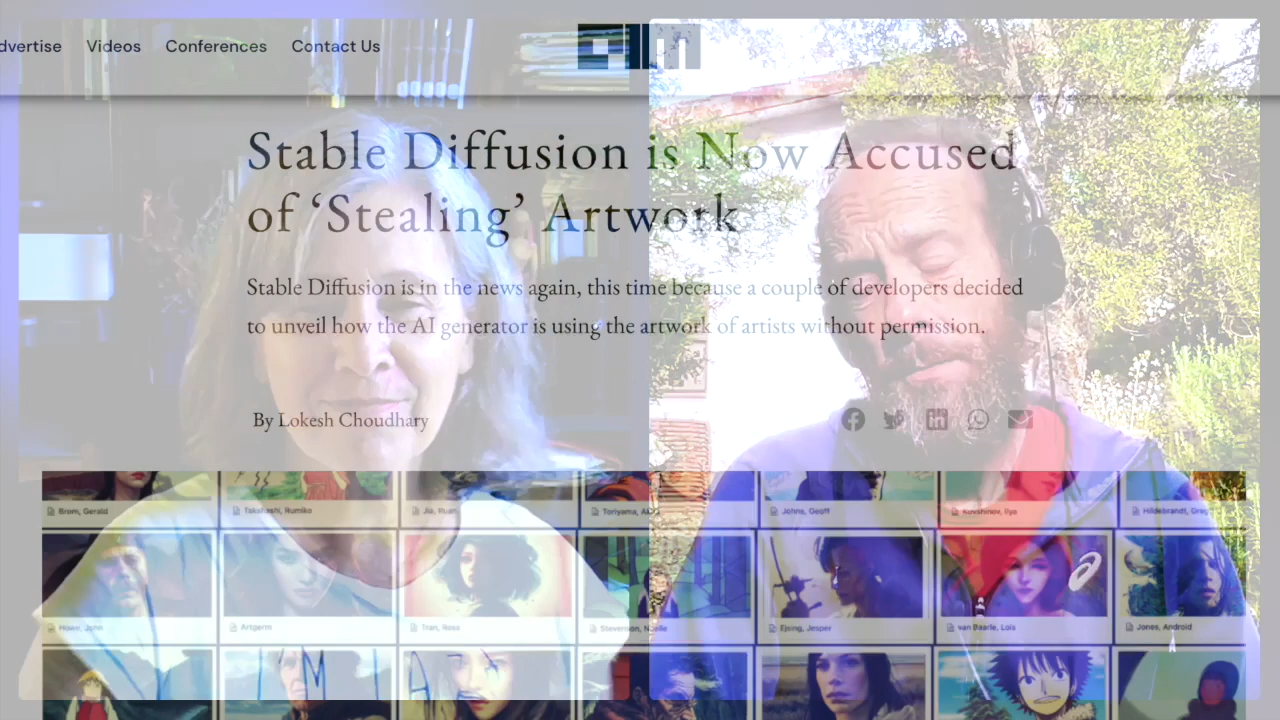 dvertise Videos Conferences Contact Us
AIM
Stable Diffusion is Now Accused
of ‘Stealing’ Artwork
Stable Diffusion is in the news again, this time because a couple of developers decided
to unveil how the AI generator is using the artwork of artists without permission.
By Lokesh Choudhary
Brom, Gerald Takahashi, Rumiko Jia, Ruan Toriyama, Johns, Geoff Kuvshinov, Ilya Hildebrandt, Greg
Howe, John Artgerm Tran, Ross Stevenson, Noelle Ejsing, Jesper van Baarle, Lois Jones, Android